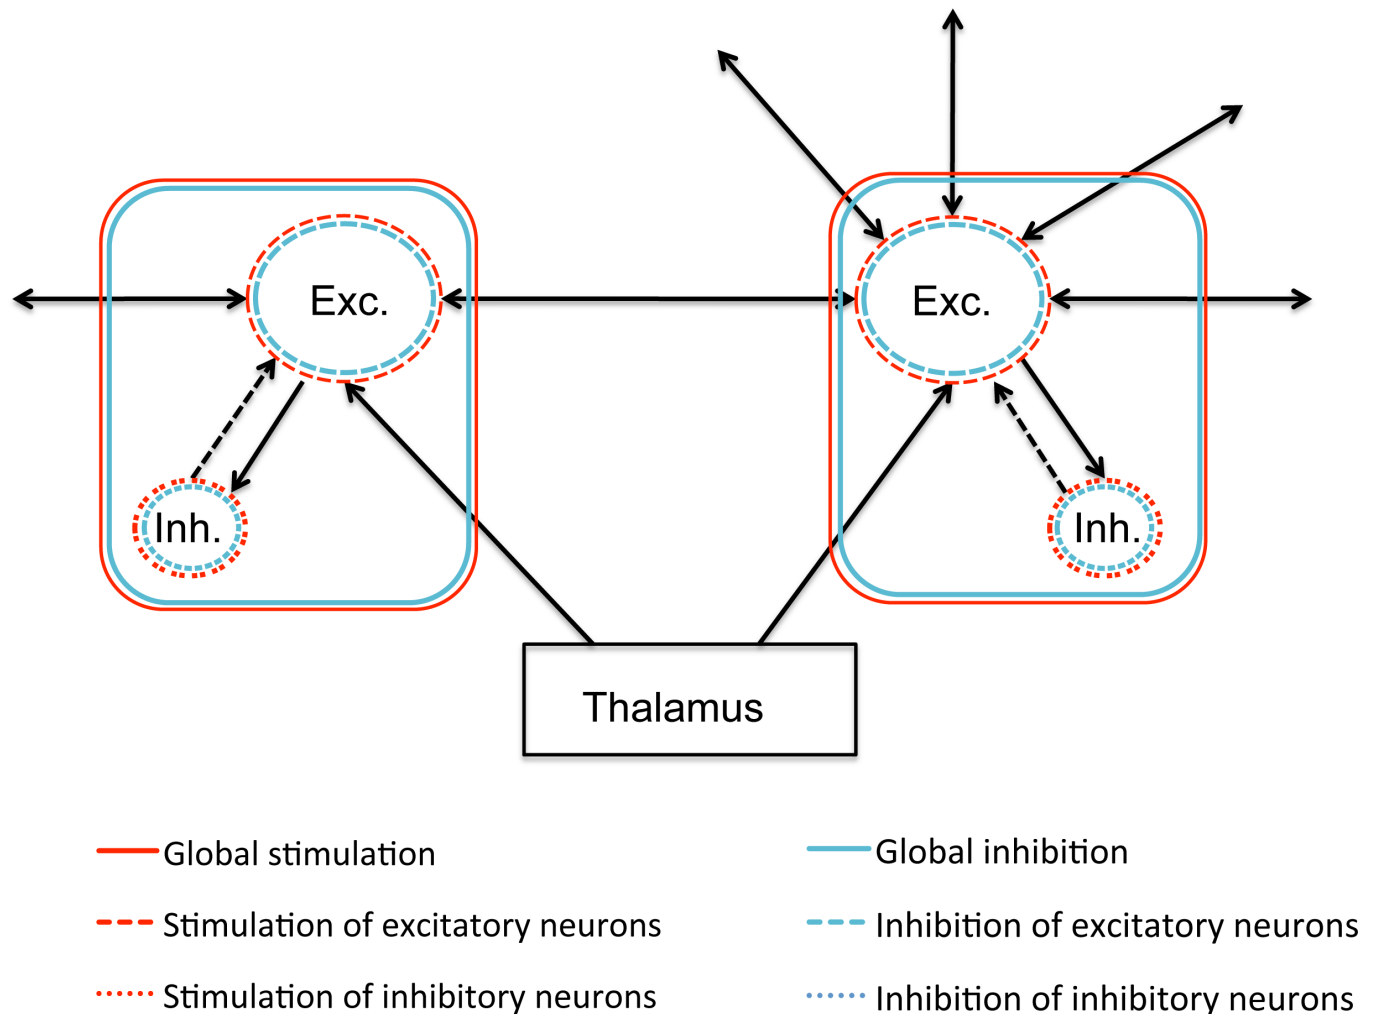 Exc.
Exc.
Inh.
Inh.
Thalamus
Global stimulation
Global inhibition
Stimulation of excitatory neurons
Inhibition of excitatory neurons
Stimulation of inhibitory neurons
Inhibition of inhibitory neurons